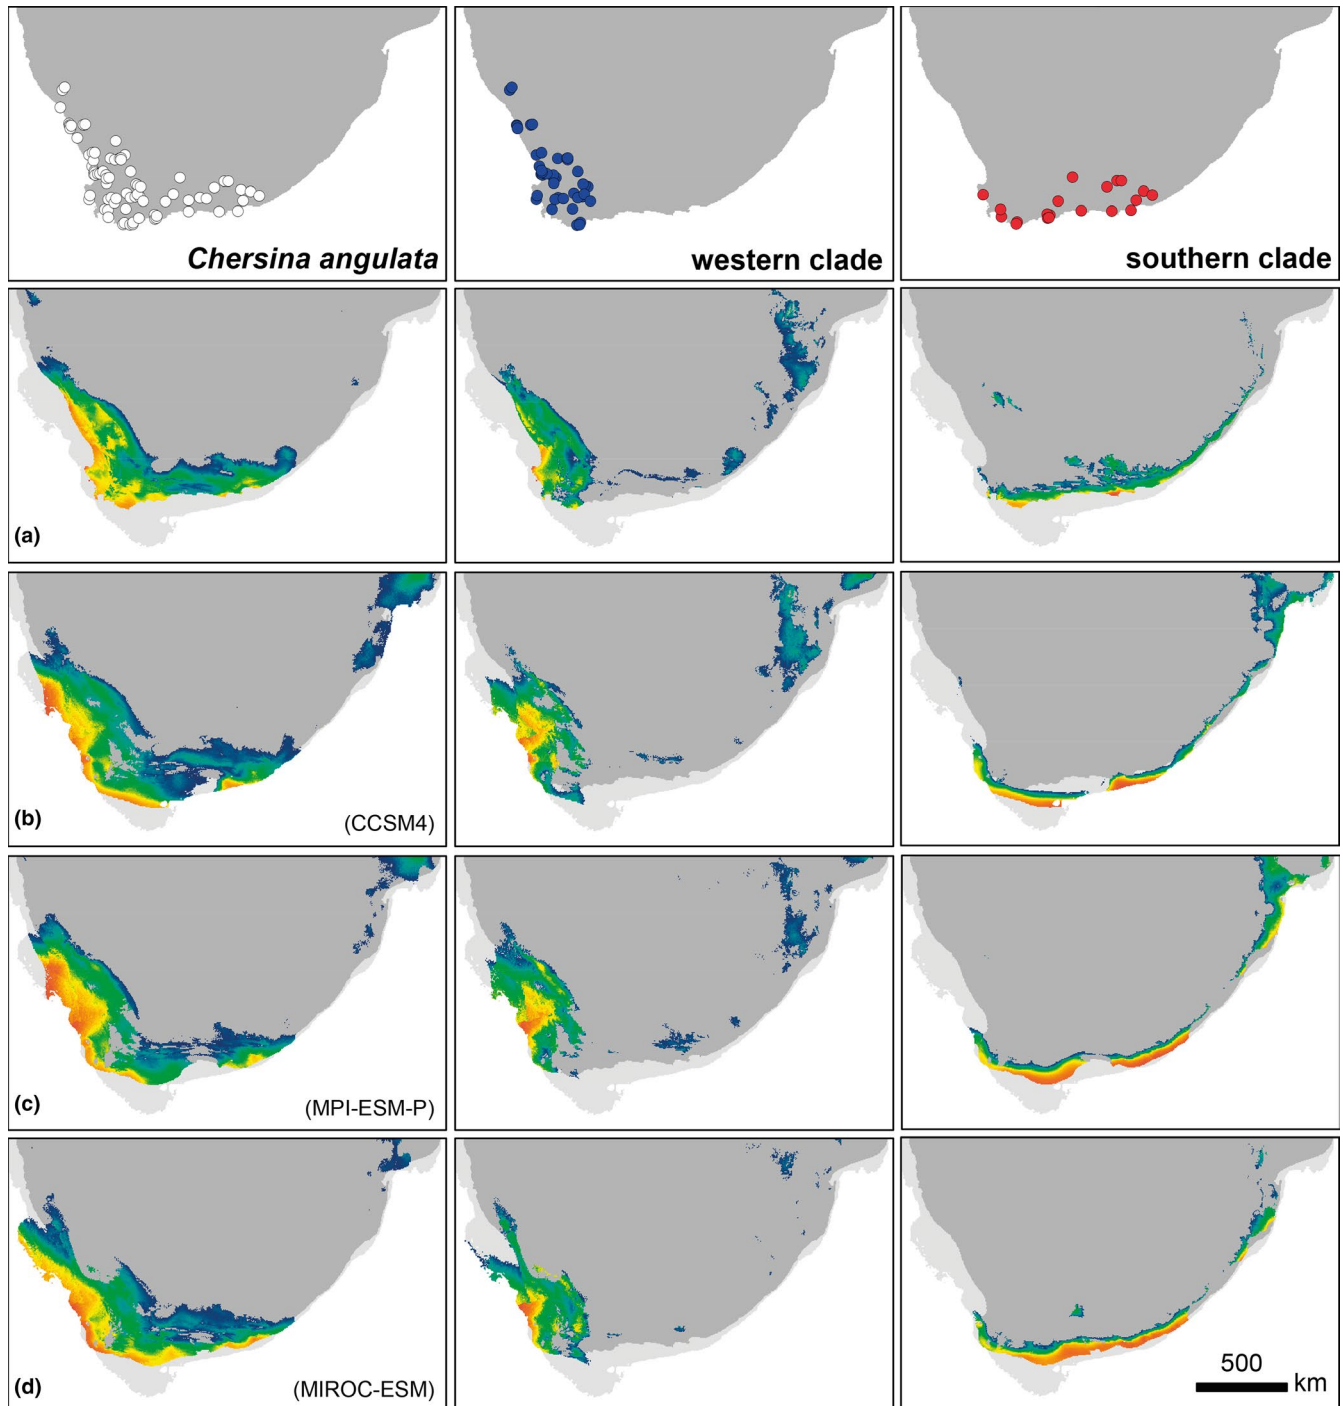 Chersina angulata
western clade
southern clade
(a)
(b)
(CCSM4)
(c)
(MPI-ESM-P)
(d)
(MIROC-ESM)
500
km